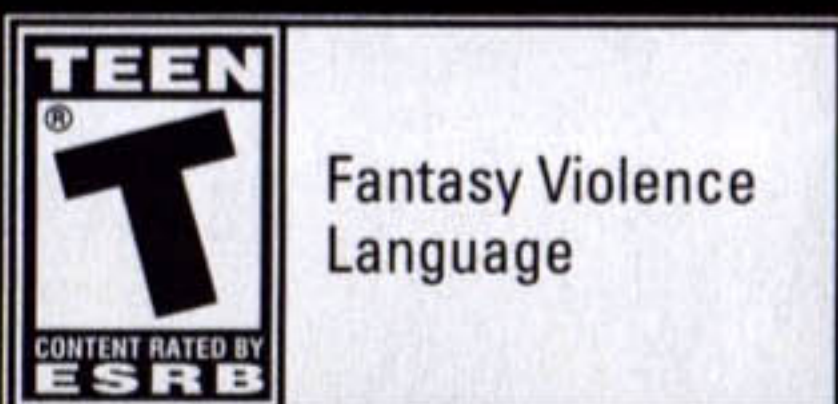 TEEN
®
T
CONTENT RATED BY
ESRB
Fantasy Violence
Language